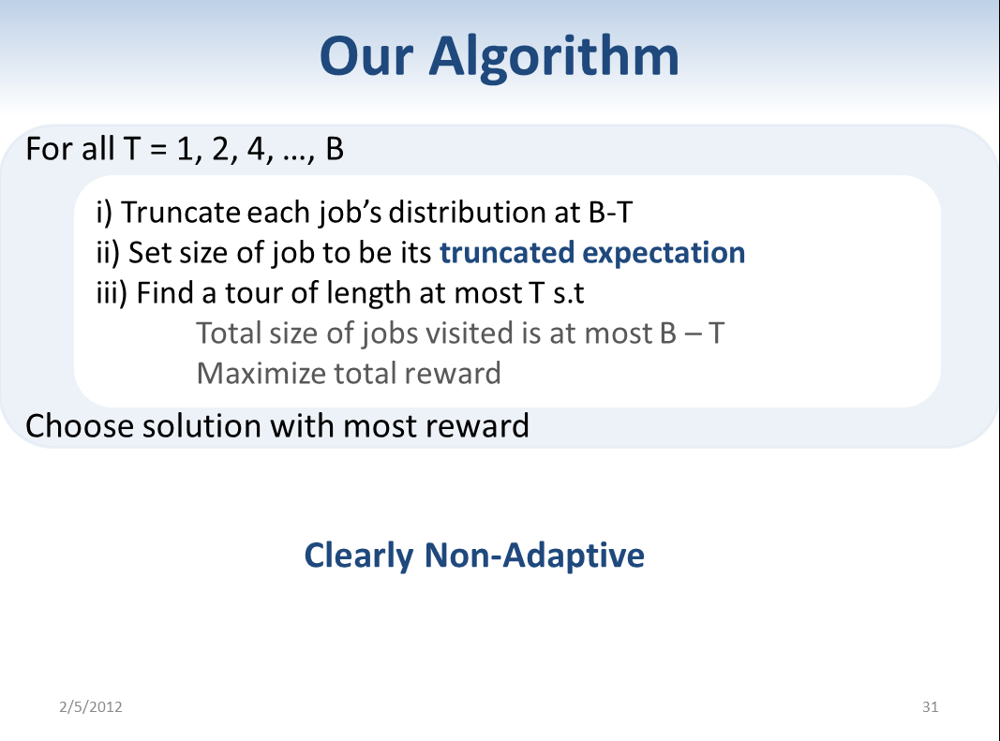 Our Algorithm
For all T = 1, 2, 4, …, B
i) Truncate each job’s distribution at B-T
ii) Set size of job to be its truncated expectation
iii) Find a tour of length at most T s.t
Total size of jobs visited is at most B – T
Maximize total reward
Choose solution with most reward
Clearly Non-Adaptive
2/5/2012
31